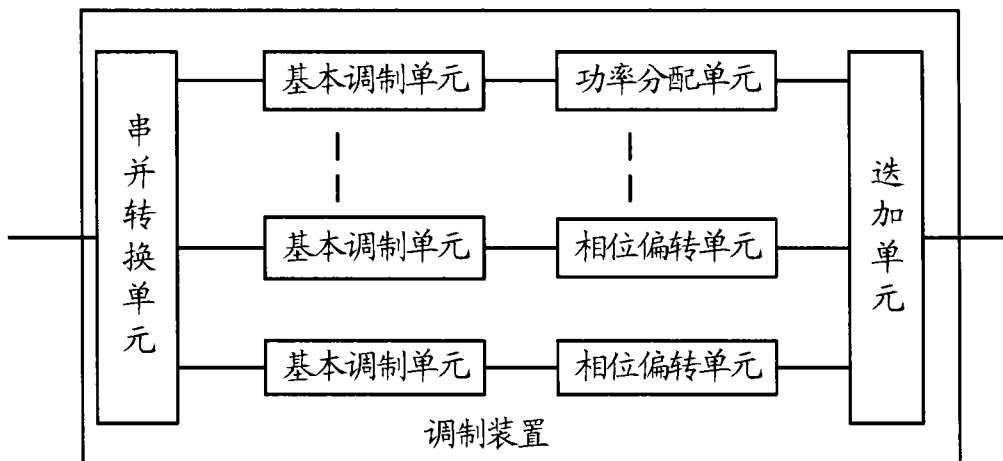 串并转换单元
基本调制单元
功率分配单元
基本调制单元
相位偏转单元
基本调制单元
相位偏转单元
迭加单元
调制装置